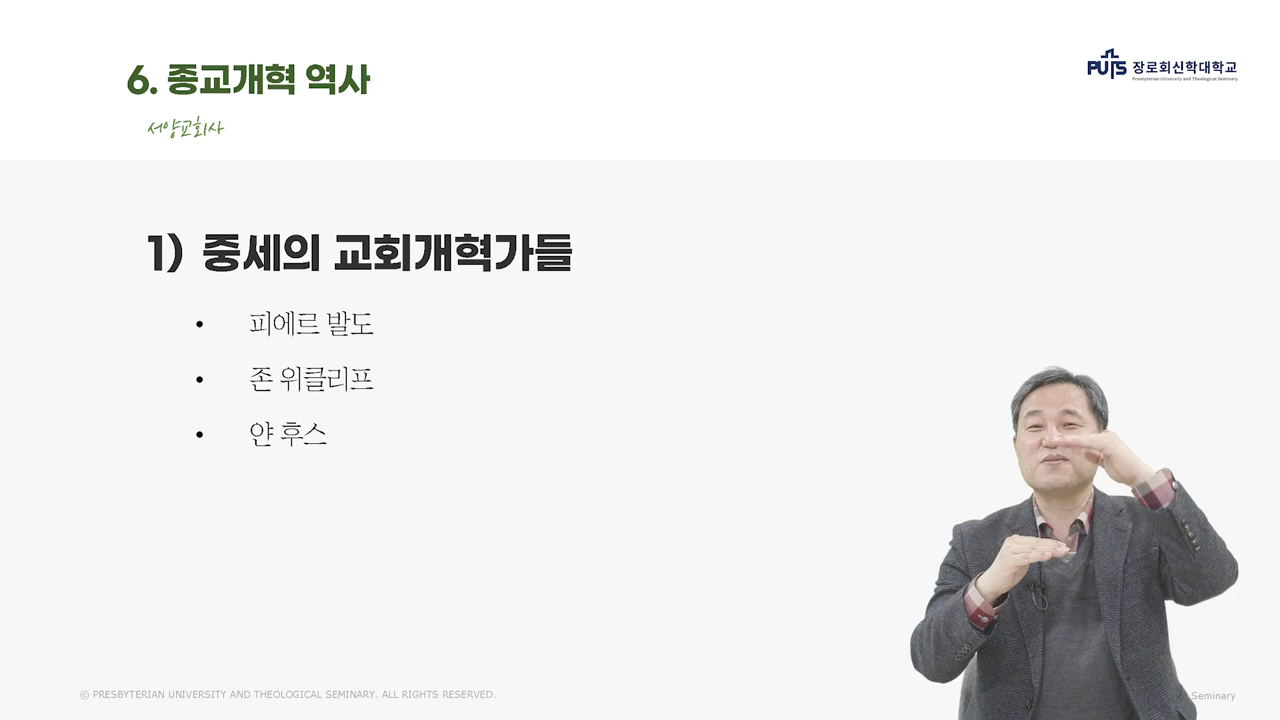 6. 종교개혁 역사
서양교회사
PUTS 장로회신학대학교
Presbyterian University and Theological Seminary
1) 중세의 교회개혁가들
• 피에르 발도
• 존 위클리프
• 얀 후스
© PRESBYTERIAN UNIVERSITY AND THEOLOGICAL SEMINARY. ALL RIGHTS RESERVED.
Seminary